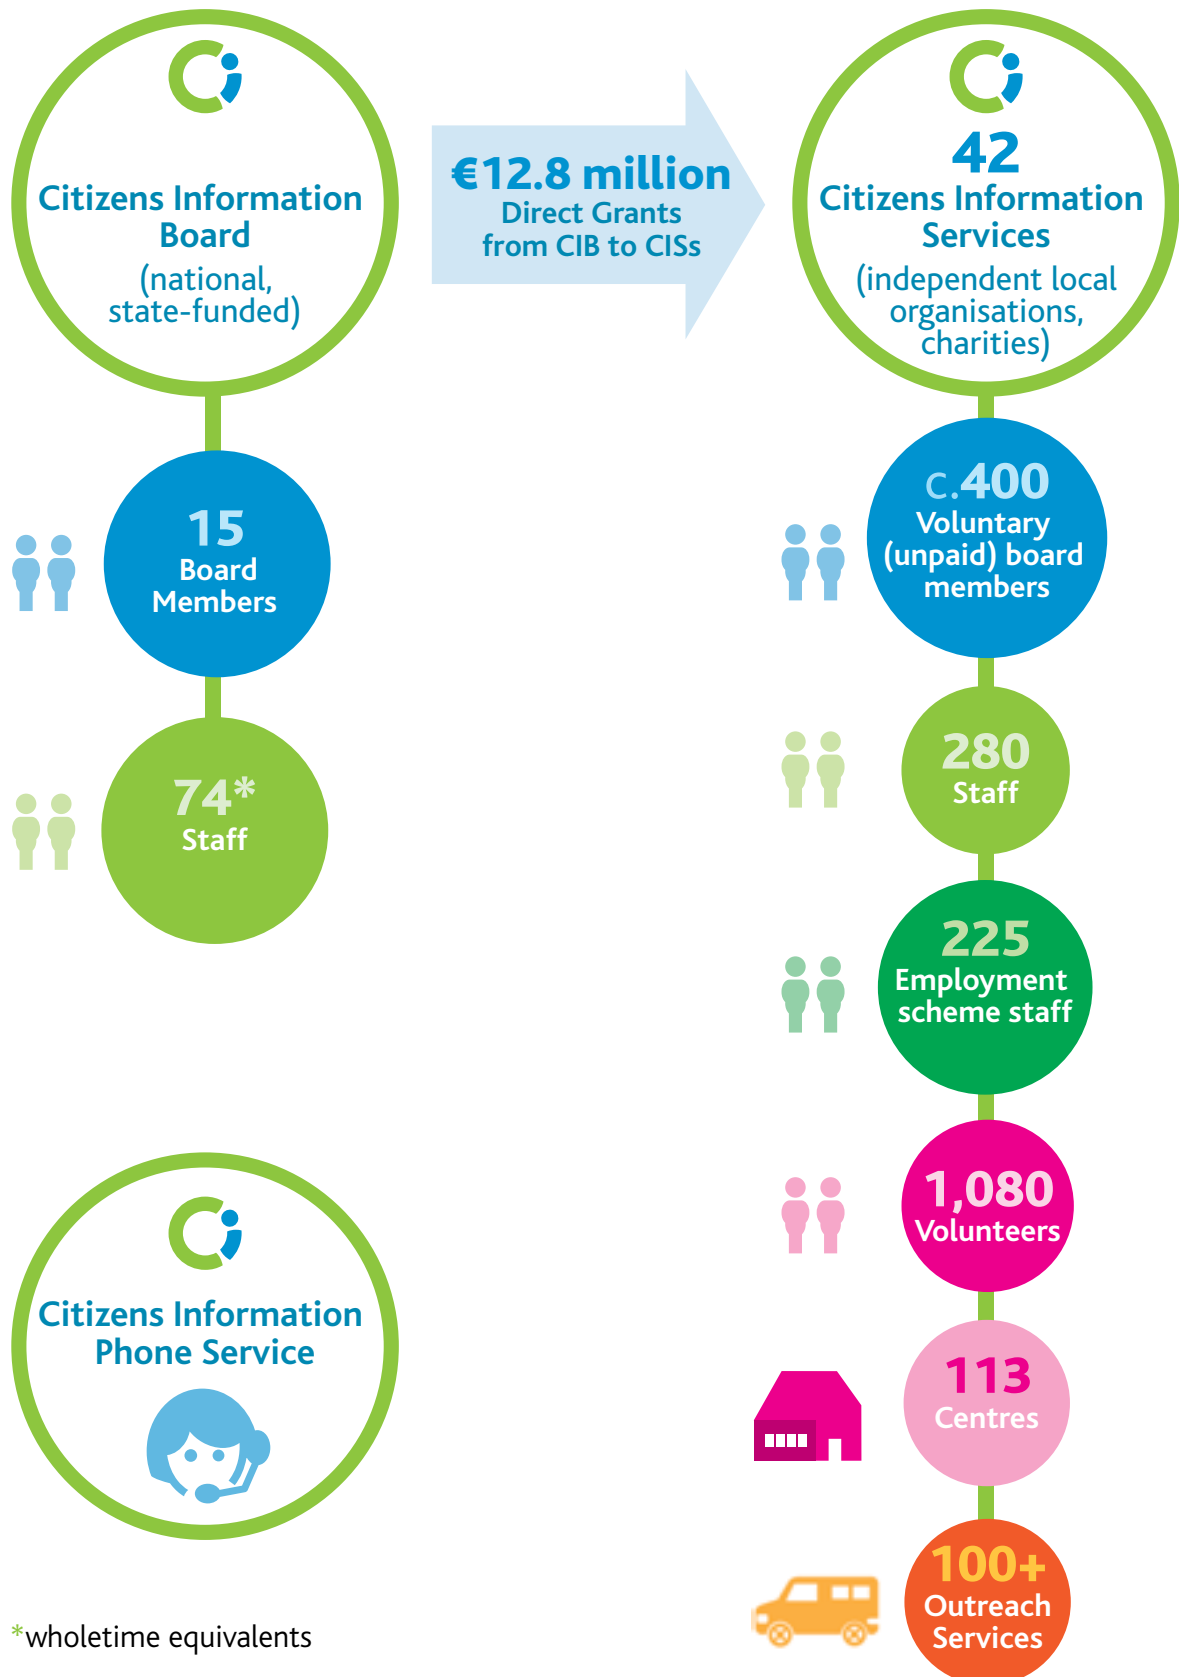 Citizens Information
Board
(national,
state-funded)
€12.8 million
Direct Grants
from CIB to CISs
42
Citizens Information
Services
(independent local
organisations,
charities)
15
Board
Members
74*
Staff
c.400
Voluntary
(unpaid) board
members
280
Staff
225
Employment
scheme staff
1,080
Volunteers
113
Centres
100+
Outreach
Services
Citizens Information
Phone Service
*wholetime equivalents